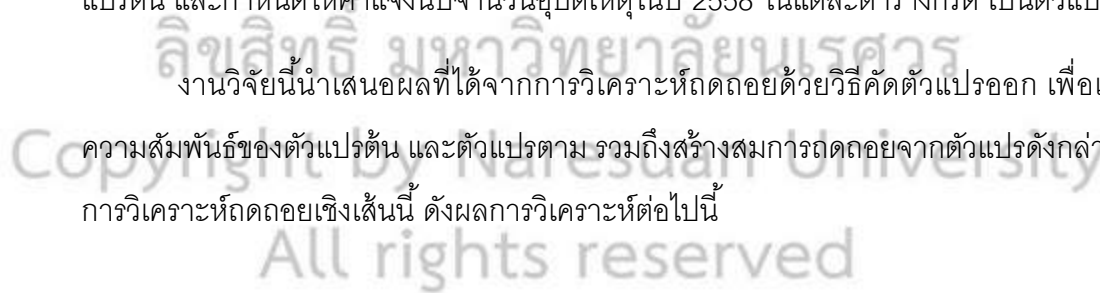 แปรต้น และกำหนดให้ค่าแจงนับจำนวนอุบัติเหตุในปี 2558 ในแต่ละตารางกริด เป็นตัวแป
ลิขสิทธิ์ มหาวิทยาลัยนเรศวร
งานวิจัยนี้นำเสนอผลที่ได้จากการวิเคราะห์ถดถอยด้วยวิธีคัดตัวแปรออก เพื่อเ
Copyright by Naresuan University
ความสัมพันธ์ของตัวแปรต้น และตัวแปรตาม รวมถึงสร้างสมการถดถอยจากตัวแปรดังกล่า
การวิเคราะห์ถดถอยเชิงเส้นนี้ ดังผลการวิเคราะห์ต่อไปนี้
All rights reserved